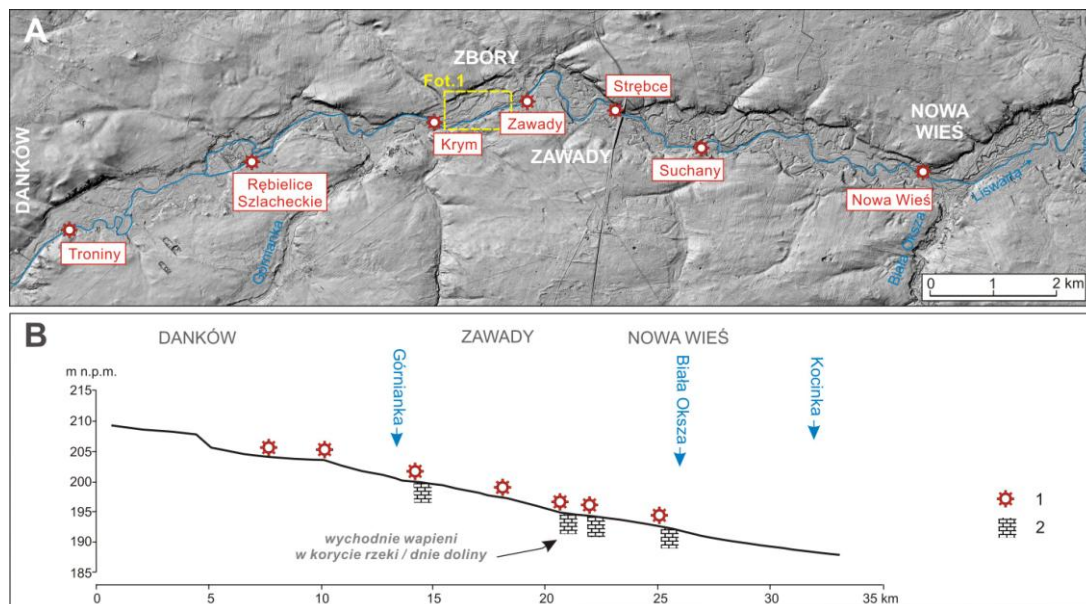 A
ZBORY
Fot.1
Strębce
Zawady
NOWA
WIEŚ
Krym
ZAWADY
DANKÓW
Rębielice
Szlacheckie
Suchany
Nowa Wieś
Liswarta
Troniny
Górnianka
Biała Oksza
0 1 2 km
B
DANKÓW
ZAWADY
NOWA WIEŚ
Górnianka
Biała Oksza
Kocinka
m n.p.m.
215
210
205
200
195
190
185
wychodnie wapieni
w korycie rzeki / dnie doliny
1
2
0 5 10 15 20 25 30 35 km